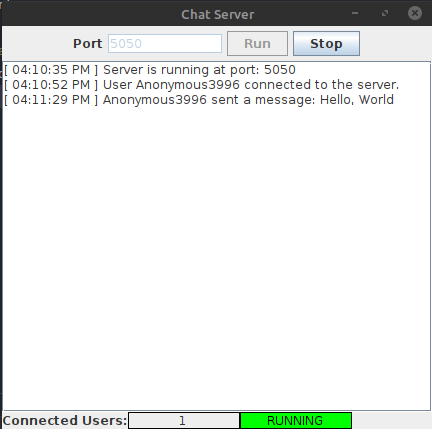 Chat Server
Port 5050 Run Stop
[ 04:10:35 PM ] Server is running at port: 5050
[ 04:10:52 PM ] User Anonymous3996 connected to the server.
[ 04:11:29 PM ] Anonymous3996 sent a message: Hello, World
Connected Users: 1 RUNNING